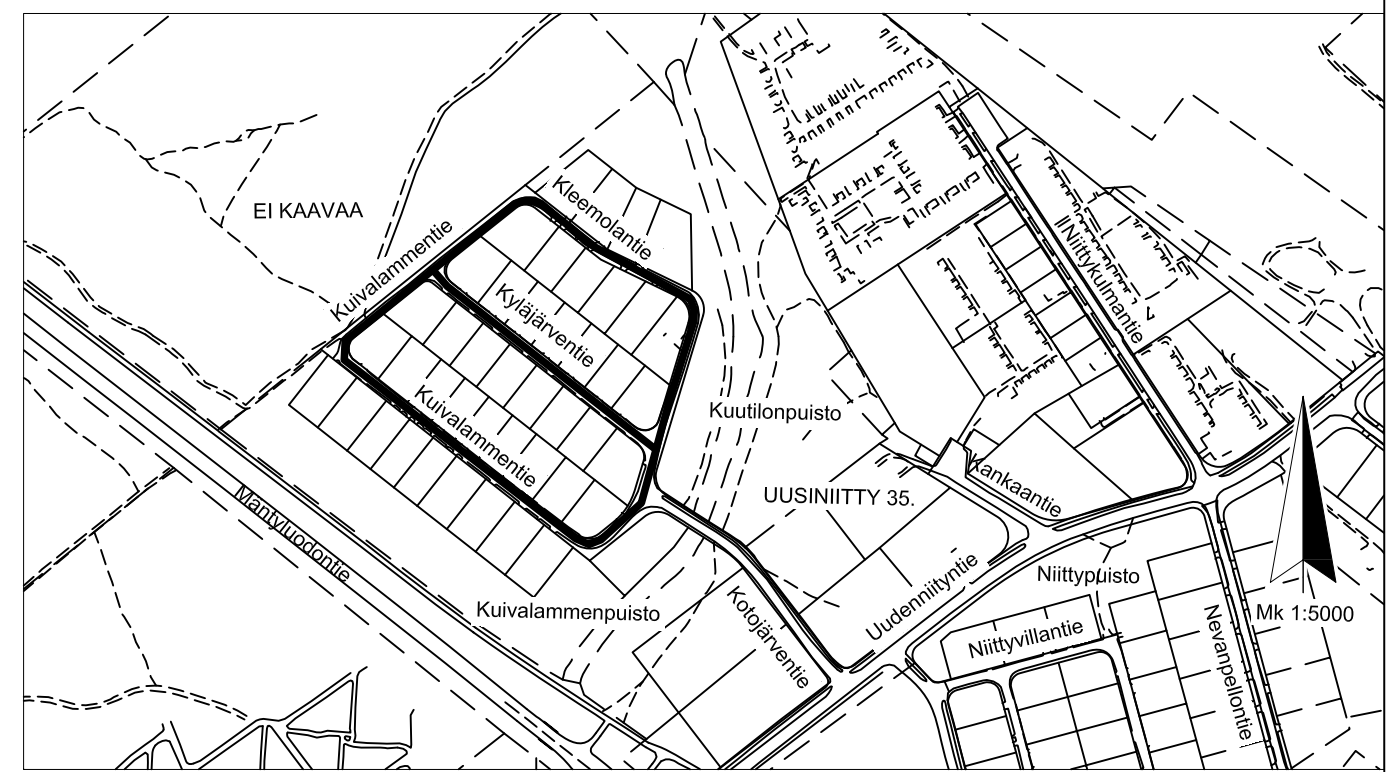 EI KAAVAA
Kleemolantie
Kuivalammentie
Kyläjärventie
Niittykulmantie
Kuivalammentie
Kuutilonpuisto
UUSINIITTY 35.
Kankaantie
Mäntyluodontie
Kuivalammenpuisto
Kotojärventie
Uudenniityntie
Niittypuisto
Niittyvillantie
Nevanpellontie
Mk 1:5000